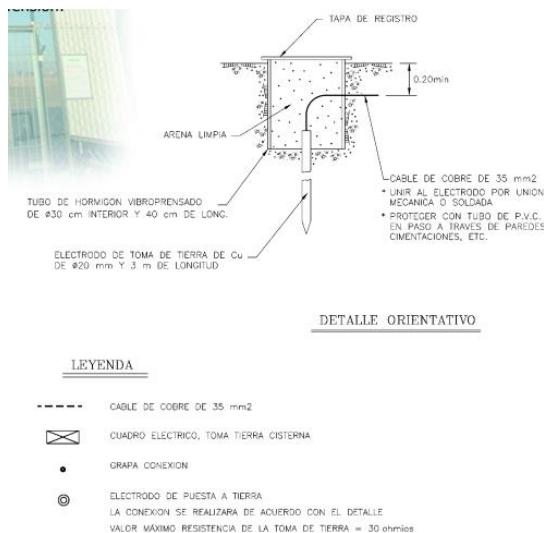 TAPA DE REGISTRO
0.20min
ARENA LIMPIA
CABLE DE COBRE DE 35 mm2
* UNIR AL ELECTRODO POR UNION
MECANICA O SOLDADA
* PROTEGER CON TUBO DE P.V.C.
EN PASO A TRAVES DE PAREDES
CIMENTACIONES, ETC.
TUBO DE HORMIGON VIBROPRENSADO
DE ø30 cm INTERIOR Y 40 cm DE LONG.
ELECTRODO DE TOMA DE TIERRA DE Cu
DE ø20 mm Y 3 m DE LONGITUD
DETALLE ORIENTATIVO
LEYENDA
CABLE DE COBRE DE 35 mm2
CUADRO ELECTRICO, TOMA TIERRA CISTERNA
GRAPA CONEXION
ELECTRODO DE PUESTA A TIERRA
LA CONEXION SE REALIZARA DE ACUERDO CON EL DETALLE
VALOR MÁXIMO RESISTENCIA DE LA TOMA DE TIERRA = 30 ohmios